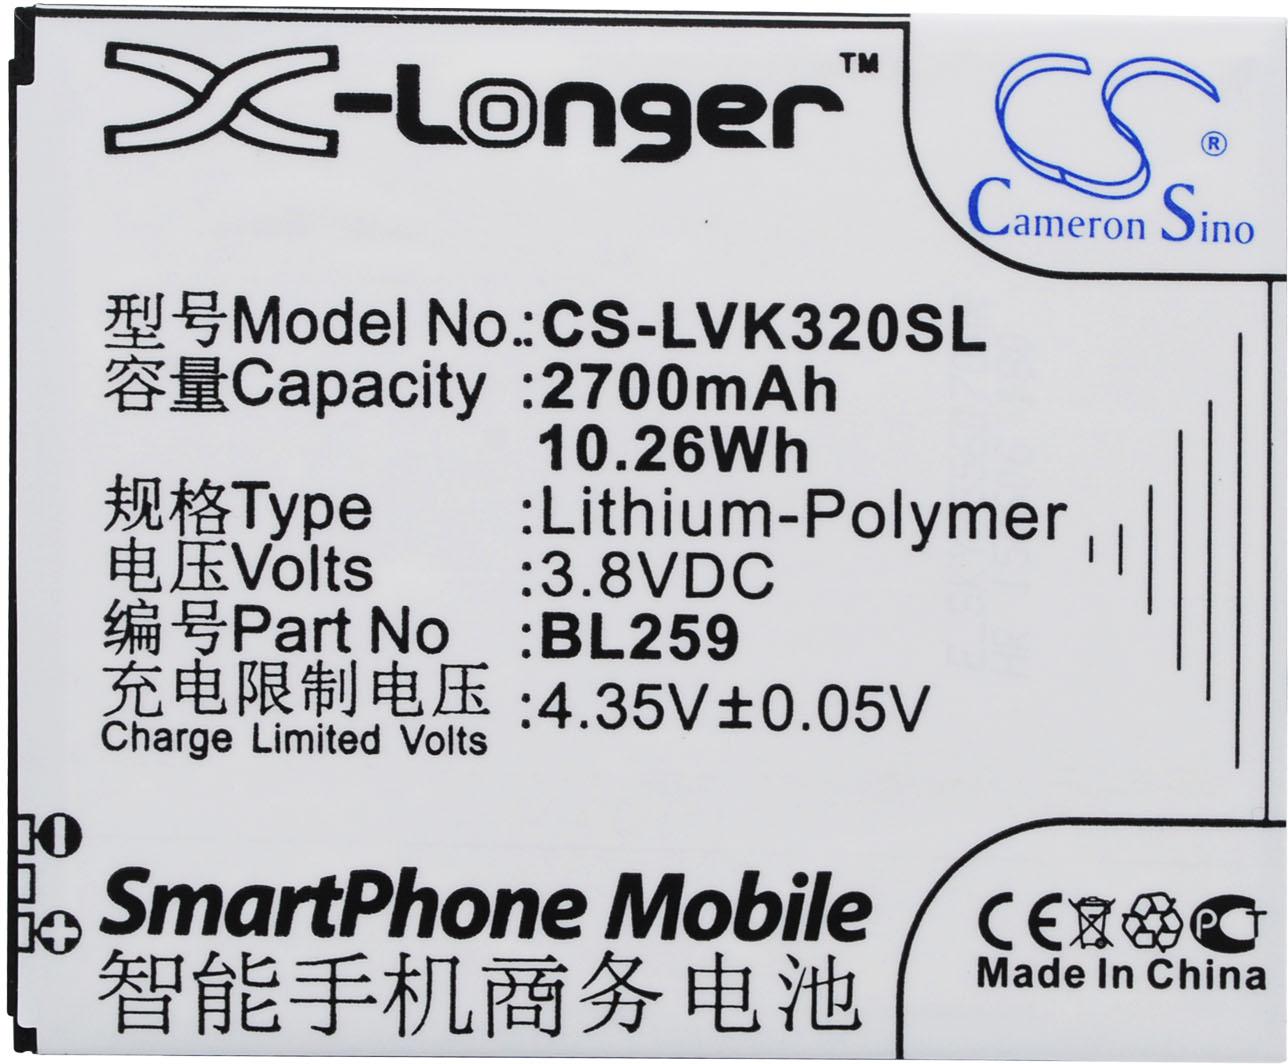 X-Longer™
CS ®
Cameron Sino
型号Model No.:CS-LVK320SL
容量Capacity :2700mAh
10.26Wh
规格Type :Lithium-Polymer
电压Volts :3.8VDC
编号Part No :BL259
充电限制电压 :4.35V±0.05V
Charge Limited Volts
SmartPhone Mobile
智能手机商务电池
CE PCT
Made In China